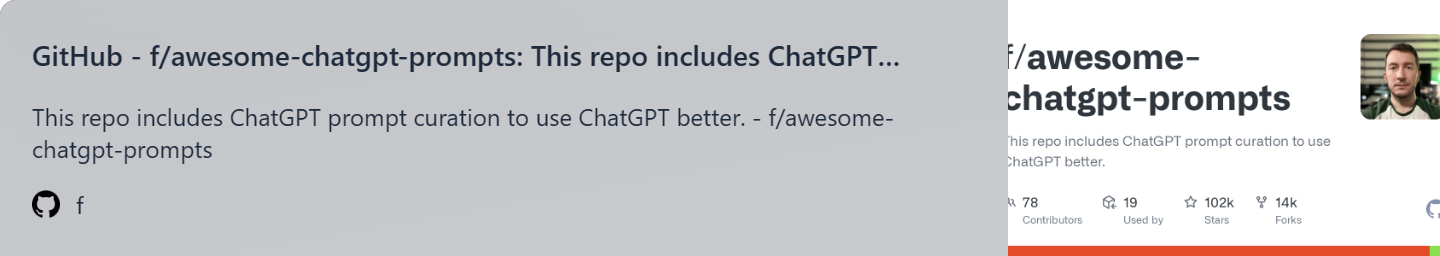 GitHub - f/awesome-chatgpt-prompts: This repo includes ChatGPT...
This repo includes ChatGPT prompt curation to use ChatGPT better. - f/awesome-
chatgpt-prompts
f
f/awesome-
chatgpt-prompts
This repo includes ChatGPT prompt curation to use
ChatGPT better.
78
Contributors
19
Used by
102k
Stars
14k
Forks